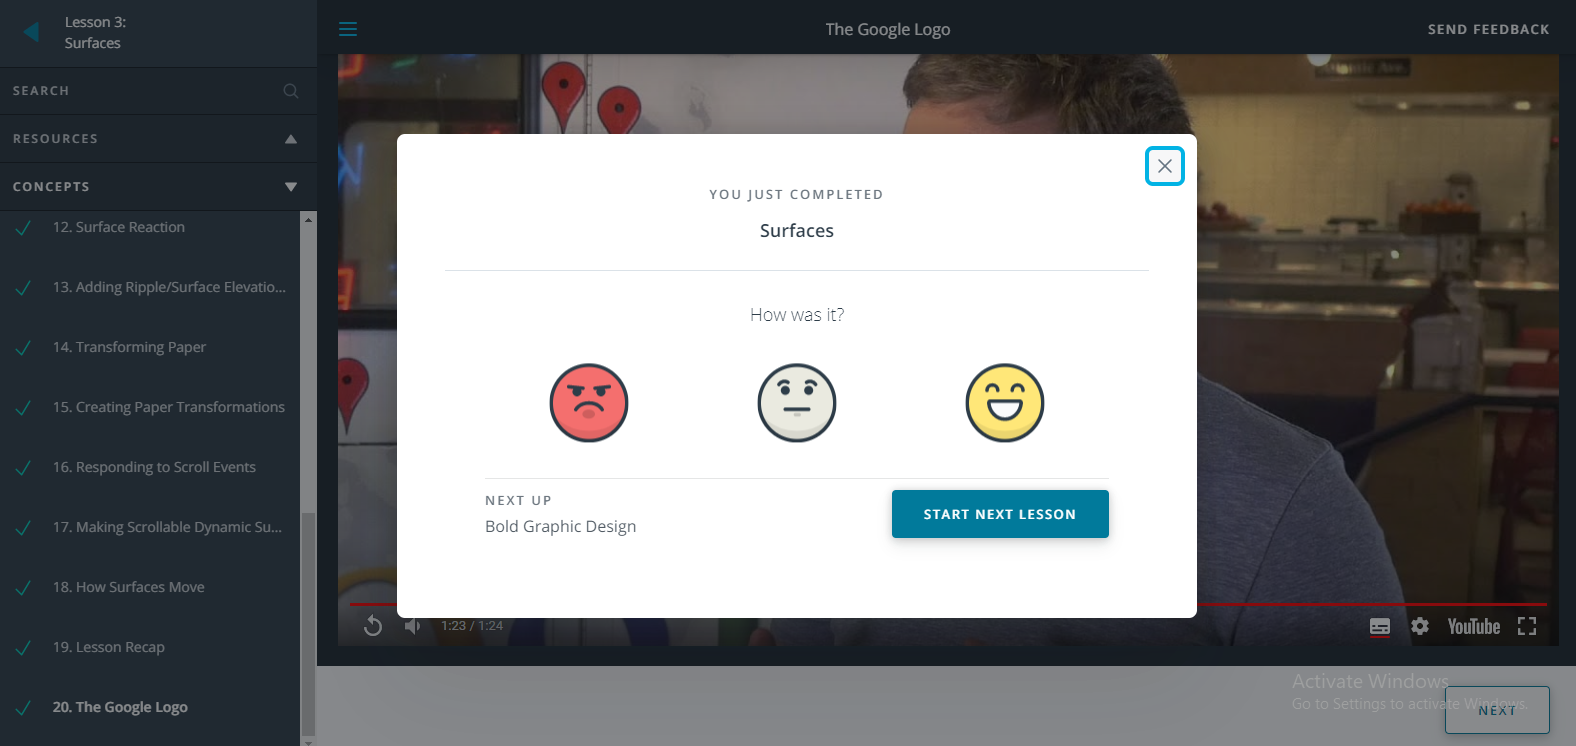 Lesson 3:
Surfaces
SEARCH
RESOURCES
CONCEPTS
12. Surface Reaction
13. Adding Ripple/Surface Elevatio...
14. Transforming Paper
15. Creating Paper Transformations
16. Responding to Scroll Events
17. Making Scrollable Dynamic Su...
18. How Surfaces Move
19. Lesson Recap
20. The Google Logo
The Google Logo
SEND FEEDBACK
Atlantic Ave.
YOU JUST COMPLETED
Surfaces
How was it?
NEXT UP
Bold Graphic Design
START NEXT LESSON
1:23 / 1:24
YouTube
Activate Windows
Go to Settings to activate Windows.
NEXT